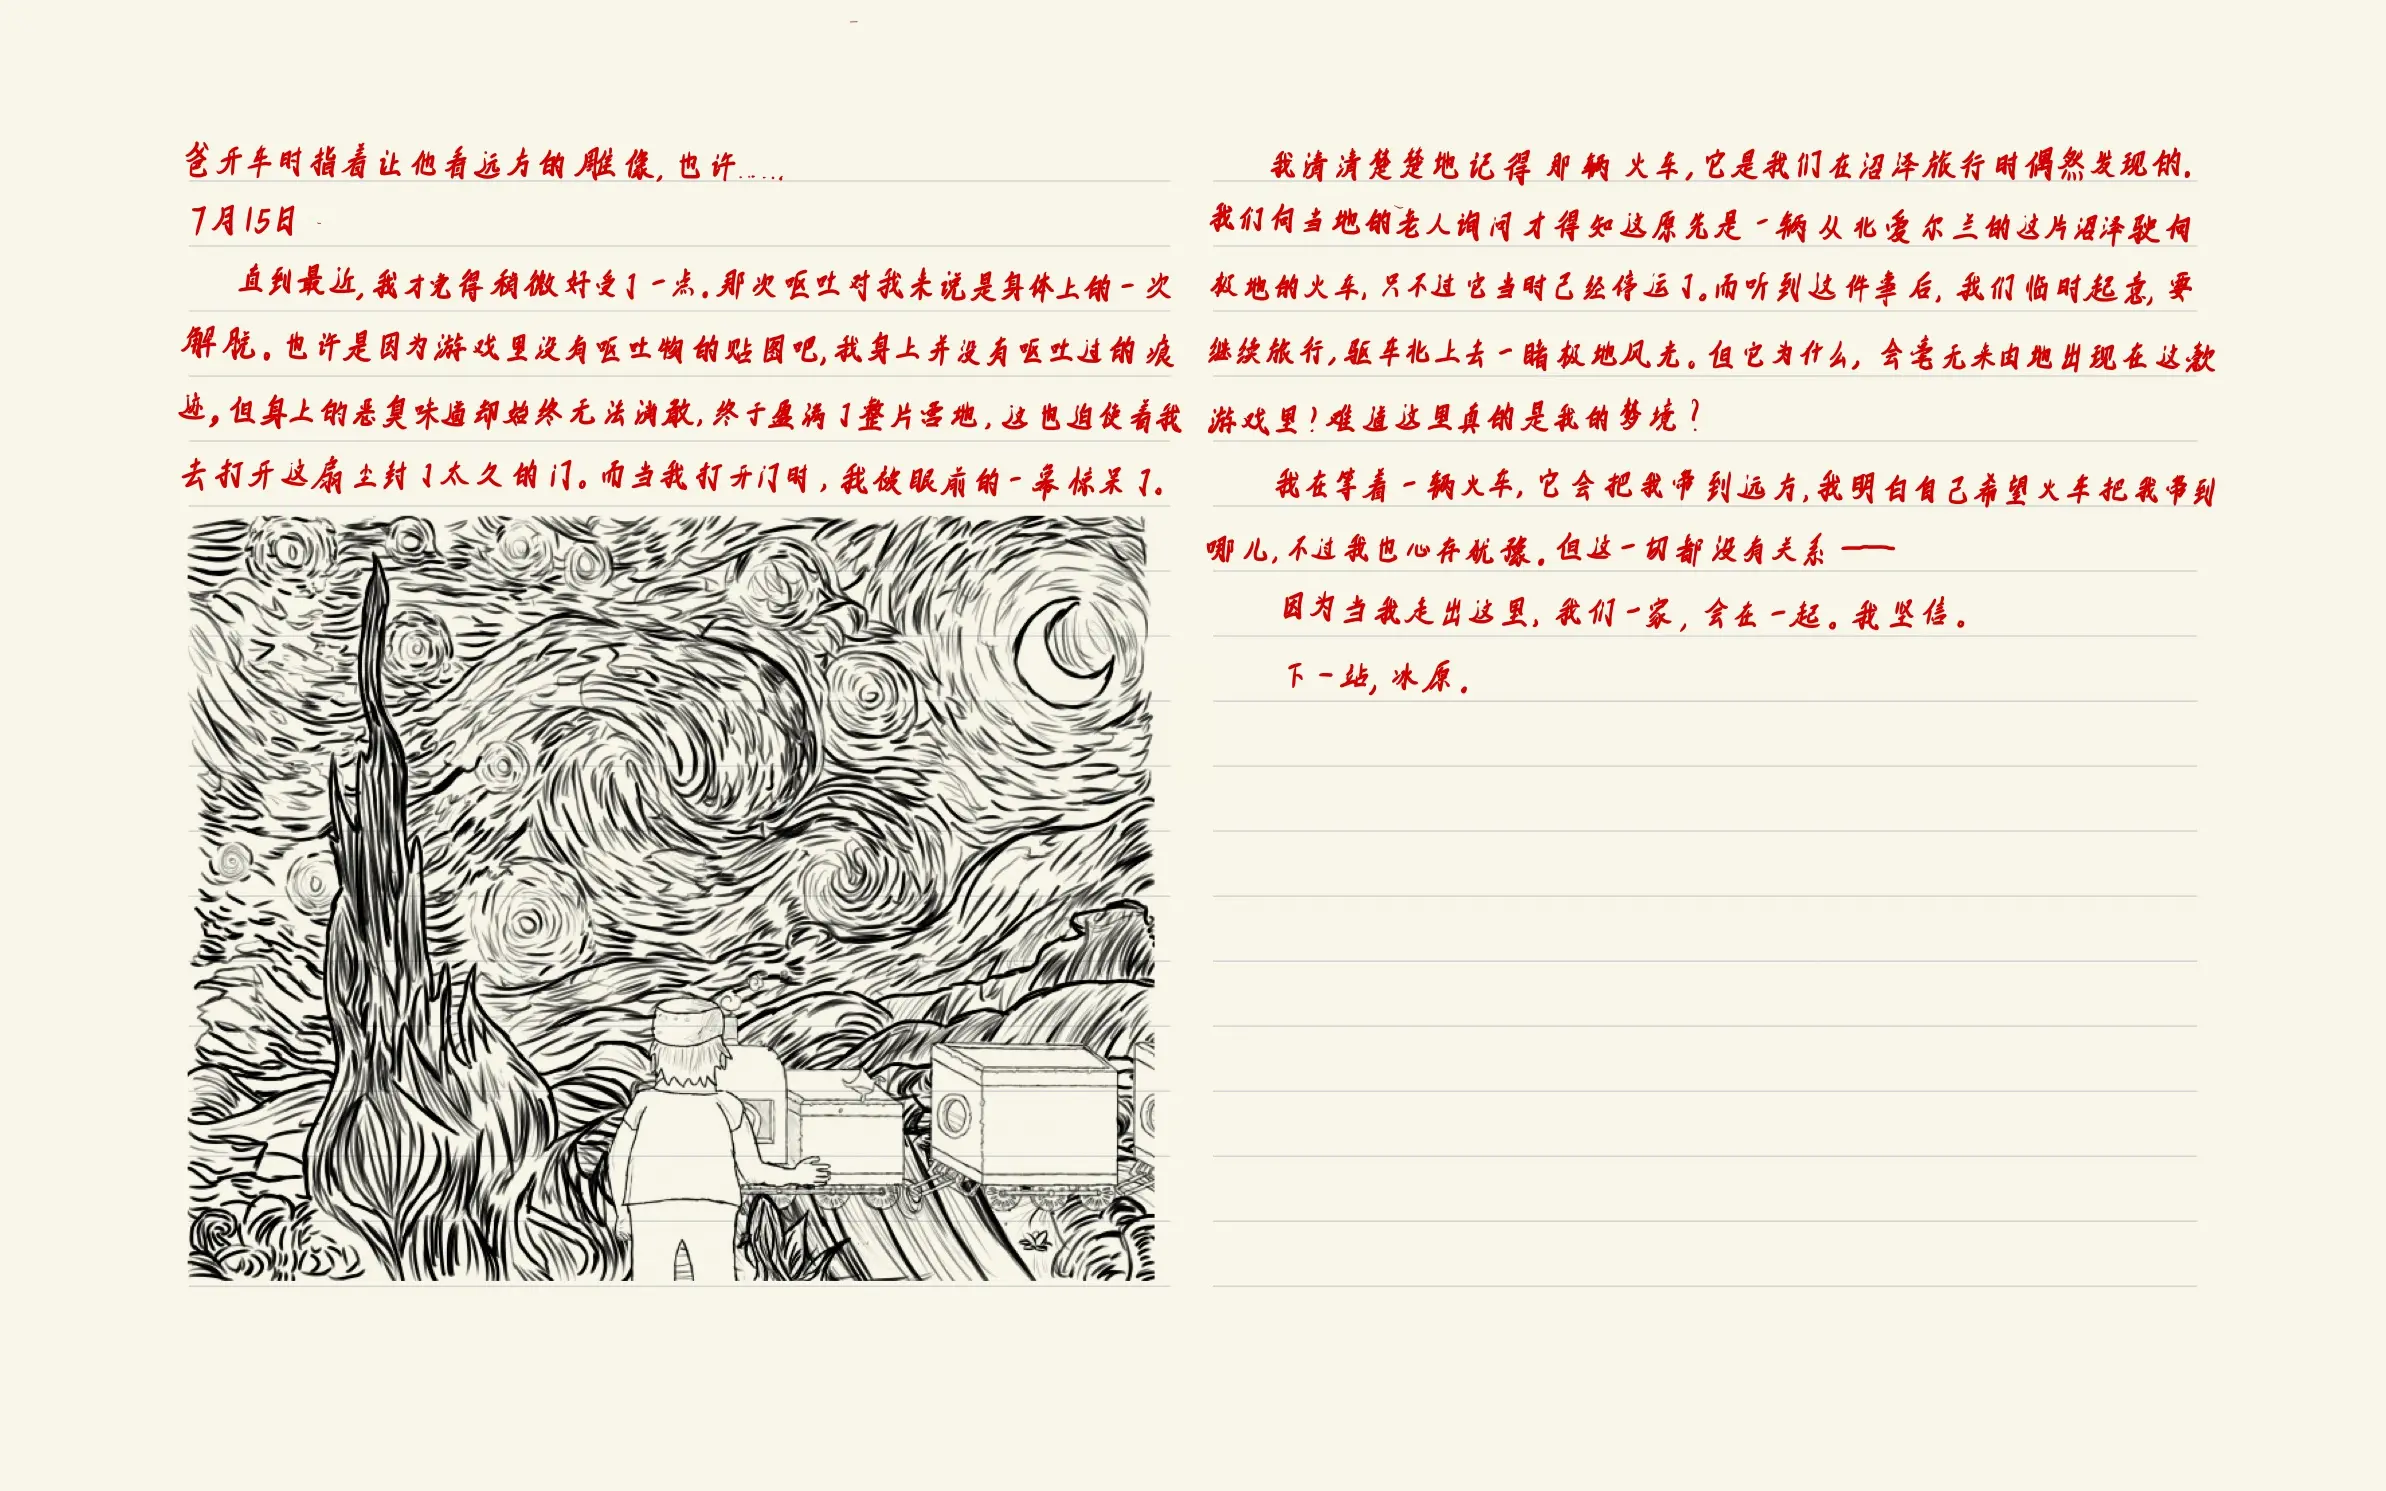 爸开车时指着让他看远方的雕像,也许......
7月15日
直到最近,我才觉得稍微好受了一点。那次呕吐对我来说是身体上的一次
解脱。也许是因为游戏里没有呕吐物的贴图吧,我身上并没有呕吐过的痕
迹,但身上的恶臭味道却始终无法消散,终于盈满了整片营地,这也迫使着我
去打开这扇尘封了太久的门。而当我打开门时,我被眼前的一幕惊呆了。
我清清楚楚地记得那辆火车,它是我们在沼泽旅行时偶然发现的.
我们向当地的老人询问才得知这原先是一辆从北爱尔兰的这片沼泽驶向
极地的火车,只不过它当时已经停运了。而听到这件事后,我们临时起意,要
继续旅行,驱车北上去一睹极地风光。但它为什么,会毫无来由地出现在这款
游戏里?难道这里真的是我的梦境?
我在等着一辆火车,它会把我带到远方,我明白自己希望火车把我带到
哪儿,不过我也心存犹豫。但这一切都没有关系——
因为当我走出这里,我们一家,会在一起。我坚信。
下一站,冰原.